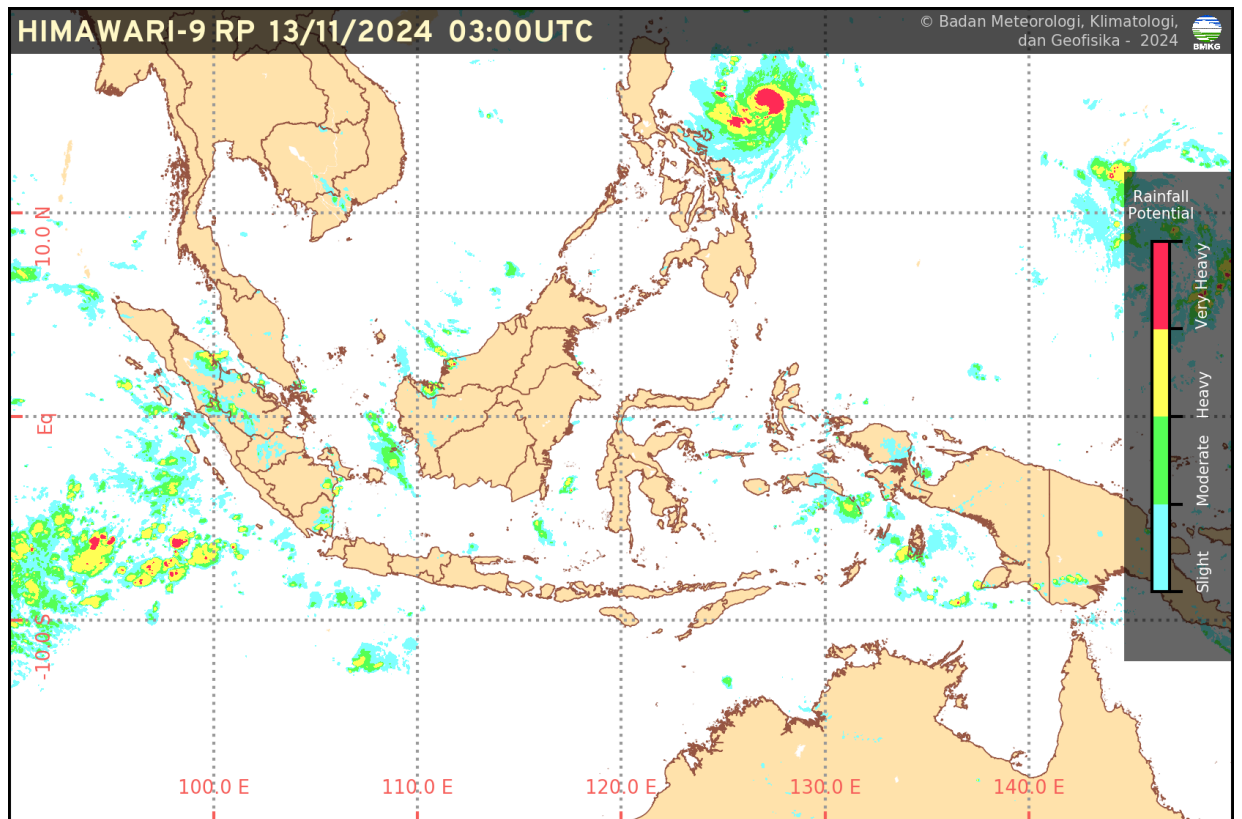 HIMAWARI-9 RP 13/11/2024 03:00UTC
© Badan Meteorologi, Klimatologi,
dan Geofisika - 2024
BMKG
Rainfall
Potential
Very Heavy
Heavy
Moderate
Slight
10.0 N
Eq
-10.0 S
100.0 E
110.0 E
120.0 E
130.0 E
140.0 E